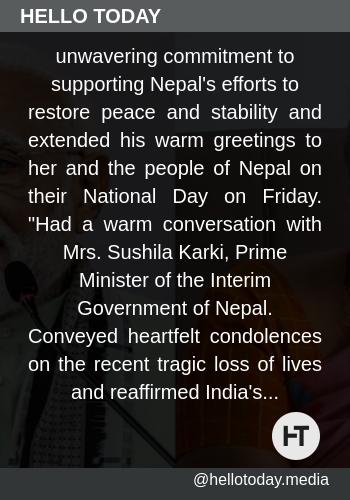 HELLO TODAY
unwavering commitment to
supporting Nepal's efforts to
restore peace and stability and
extended his warm greetings to
her and the people of Nepal on
their National Day on Friday.
"Had a warm conversation with
Mrs. Sushila Karki, Prime
Minister of the Interim
Government of Nepal.
Conveyed heartfelt condolences
on the recent tragic loss of lives
and reaffirmed India's...
HT
@hellotoday.media